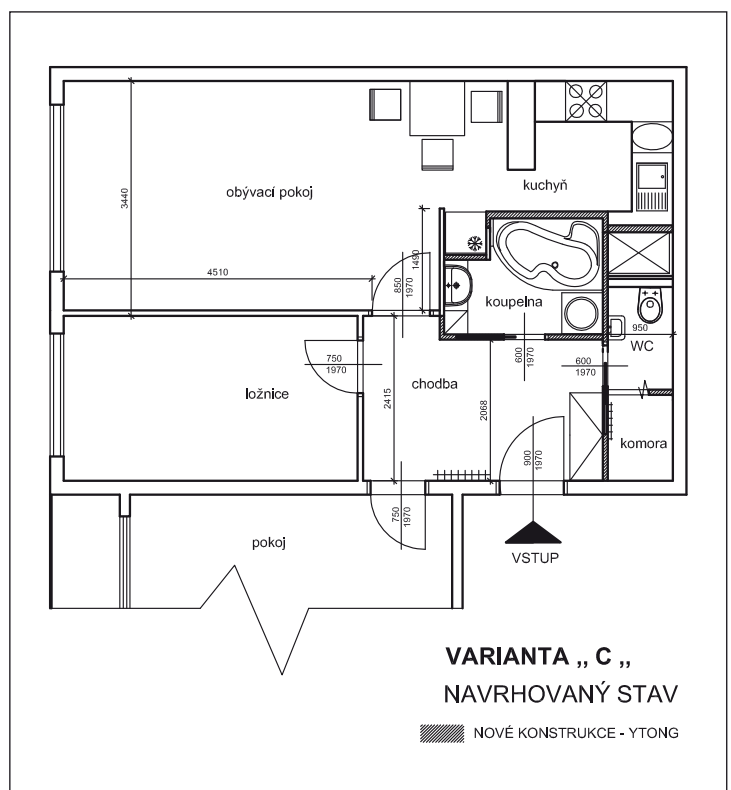 kuchyň
obývací pokoj
3440
4510
1490
850
1970
koupelna
950
WC
600
1970
600
1970
750
1970
chodba
ložnice
2415
2068
komora
900
1970
750
1970
pokoj
VSTUP
VARIANTA ,, C ,,
NAVRHOVANÝ STAV
NOVÉ KONSTRUKCE - YTONG